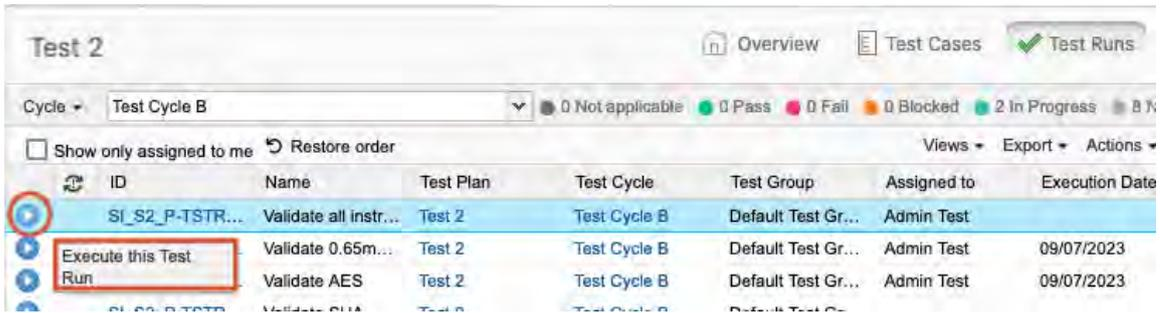 Test 2
Overview
Test Cases
Test Runs
Cycle
Test Cycle B
0 Not applicable 0 Pass 0 Fail 0 Blocked 2 In Progress 8
Show only assigned to me Restore order Views Export Actions
ID Name Test Plan Test Cycle Test Group Assigned to Execution Date
SI_S2_P-TSTR... Validate all instr... Test 2 Test Cycle B Default Test Gr... Admin Test
Validate 0.65m... Test 2 Test Cycle B Default Test Gr... Admin Test 09/07/2023
Execute this Test
Run
Validate AES Test 2 Test Cycle B Default Test Gr... Admin Test 09/07/2023